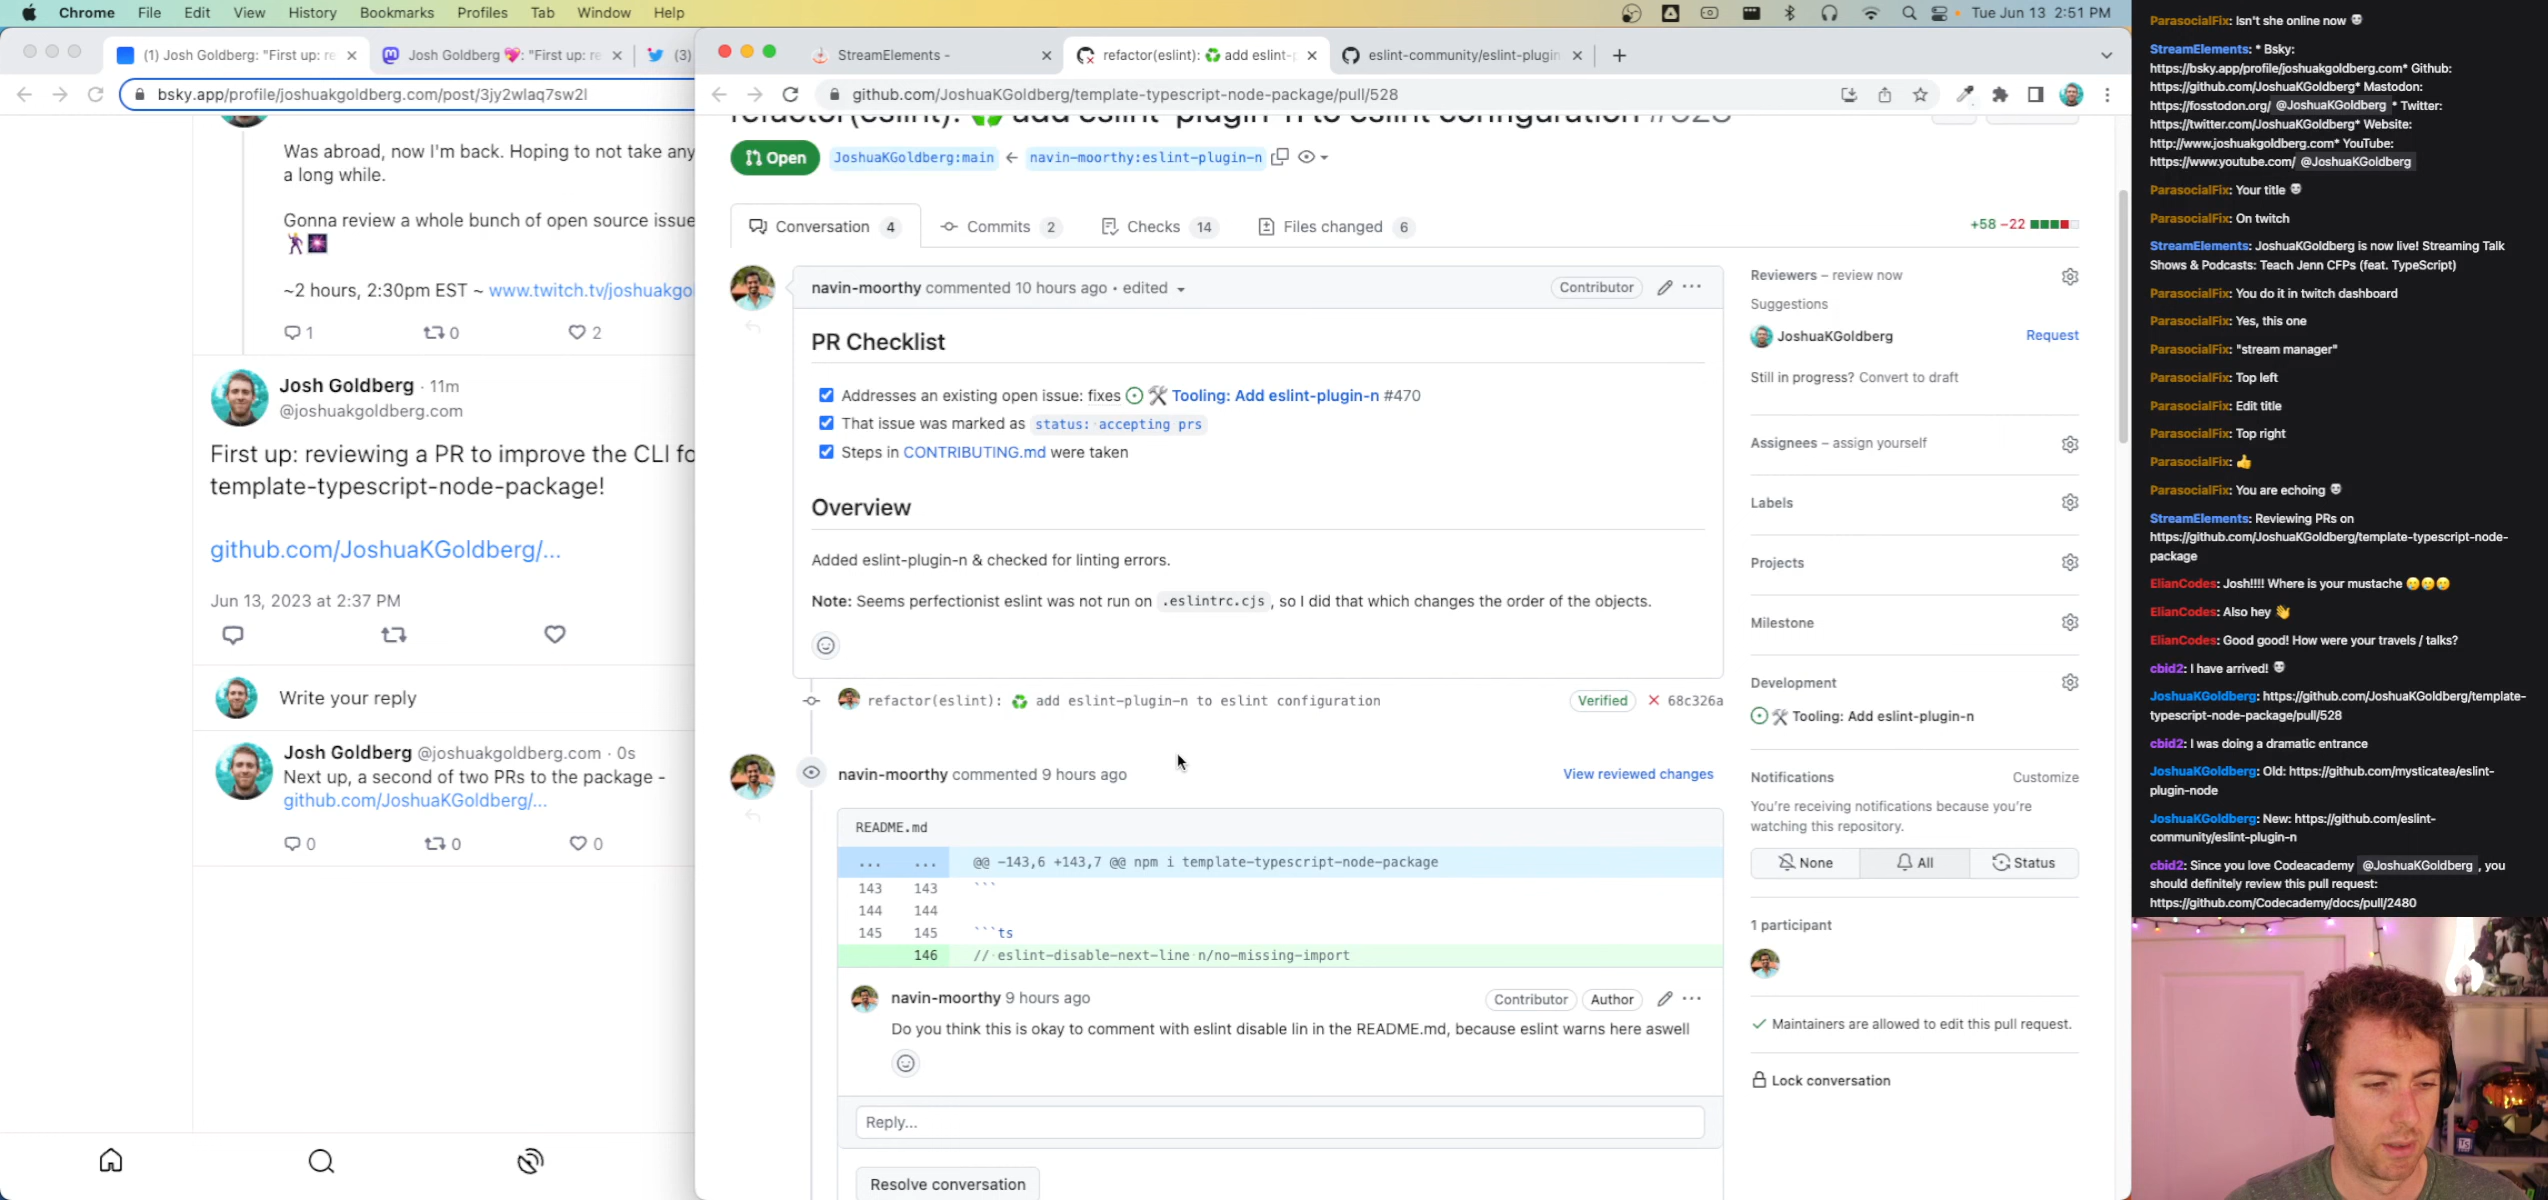 Chrome File Edit View History Bookmarks Profiles Tab Window Help
Tue Jun 13 2:51 PM
(1) Josh Goldberg: "First up: re
Josh Goldberg 💖: "First up: re
(3)
bsky.app/profile/joshuakgoldberg.com/post/3jy2wlaq7sw2l
Was abroad, now I'm back. Hoping to not take any
a long while.
Gonna review a whole bunch of open source issue
~2 hours, 2:30pm EST ~ www.twitch.tv/joshuakgo
1 0 2
Josh Goldberg · 11m
@joshuakgoldberg.com
First up: reviewing a PR to improve the CLI fo
template-typescript-node-package!
github.com/JoshuaKGoldberg/...
Jun 13, 2023 at 2:37 PM
Write your reply
Josh Goldberg @joshuakgoldberg.com · 0s
Next up, a second of two PRs to the package -
github.com/JoshuaKGoldberg/...
0 0 0
StreamElements -
refactor(eslint): ♻️ add eslint-p
eslint-community/eslint-plugin
github.com/JoshuaKGoldberg/template-typescript-node-package/pull/528
refactor(eslint): ♻️ add eslint-plugin-n to eslint configuration #528
Open JoshuaKGoldberg:main ← navin-moorthy:eslint-plugin-n
Conversation 4 Commits 2 Checks 14 Files changed 6
+58 −22
navin-moorthy commented 10 hours ago • edited
Contributor
PR Checklist
Addresses an existing open issue: fixes 🛠 Tooling: Add eslint-plugin-n #470
That issue was marked as status: accepting prs
Steps in CONTRIBUTING.md were taken
Overview
Added eslint-plugin-n & checked for linting errors.
Note: Seems perfectionist eslint was not run on .eslintrc.cjs, so I did that which changes the order of the objects.
refactor(eslint): ♻️ add eslint-plugin-n to eslint configuration
Verified 68c326a
navin-moorthy commented 9 hours ago
View reviewed changes
README.md
... ... @@ -143,6 +143,7 @@ npm i template-typescript-node-package
143 143 ```
144 144
145 145 ```ts
146 // eslint-disable-next-line n/no-missing-import
navin-moorthy 9 hours ago
Contributor Author
Do you think this is okay to comment with eslint disable lin in the README.md, because eslint warns here aswell
Reply...
Resolve conversation
Reviewers – review now
Suggestions
JoshuaKGoldberg Request
Still in progress? Convert to draft
Assignees – assign yourself
Labels
Projects
Milestone
Development
🛠 Tooling: Add eslint-plugin-n
Notifications Customize
You're receiving notifications because you're
watching this repository.
None All Status
1 participant
Maintainers are allowed to edit this pull request.
Lock conversation
ParasocialFix: Isn't she online now 💀
StreamElements: * Bsky:
https://bsky.app/profile/joshuakgoldberg.com* Github:
https://github.com/JoshuaKGoldberg* Mastodon:
https://fosstodon.org/ @JoshuaKGoldberg * Twitter:
https://twitter.com/JoshuaKGoldberg* Website:
http://www.joshuakgoldberg.com* YouTube:
https://www.youtube.com/ @JoshuaKGoldberg
ParasocialFix: Your title 💀
ParasocialFix: On twitch
StreamElements: JoshuaKGoldberg is now live! Streaming Talk
Shows & Podcasts: Teach Jenn CFPs (feat. TypeScript)
ParasocialFix: You do it in twitch dashboard
ParasocialFix: Yes, this one
ParasocialFix: "stream manager"
ParasocialFix: Top left
ParasocialFix: Edit title
ParasocialFix: Top right
ParasocialFix: 👍
ParasocialFix: You are echoing 💀
StreamElements: Reviewing PRs on
https://github.com/JoshuaKGoldberg/template-typescript-node-
package
ElianCodes: Josh!!!! Where is your mustache 😢😢😢
ElianCodes: Also hey 👋
ElianCodes: Good good! How were your travels / talks?
cbid2: I have arrived! 💀
JoshuaKGoldberg: https://github.com/JoshuaKGoldberg/template-
typescript-node-package/pull/528
cbid2: I was doing a dramatic entrance
JoshuaKGoldberg: Old: https://github.com/mysticatea/eslint-
plugin-node
JoshuaKGoldberg: New: https://github.com/eslint-
community/eslint-plugin-n
cbid2: Since you love Codeacademy @JoshuaKGoldberg , you
should definitely review this pull request:
https://github.com/Codecademy/docs/pull/2480